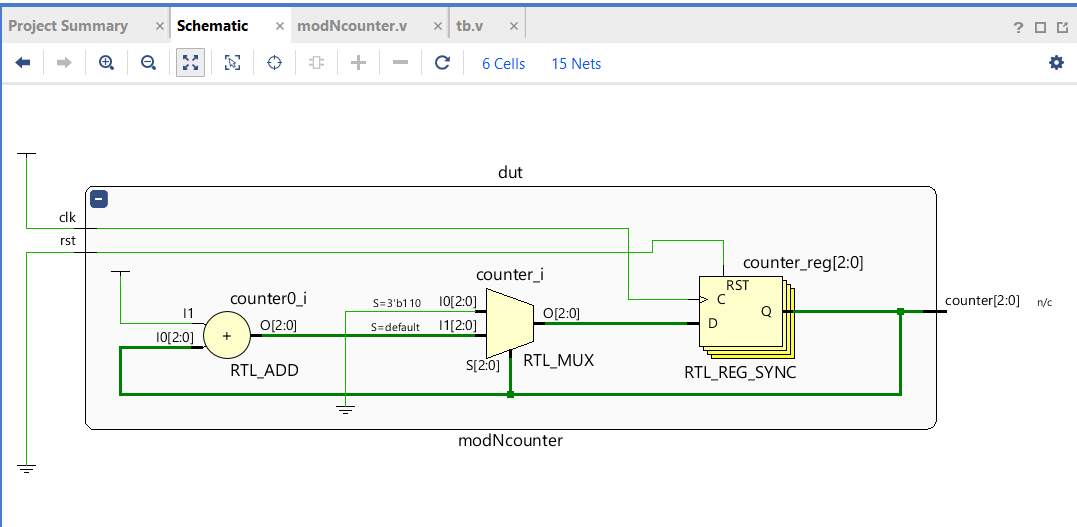 Project Summary × Schematic × modNcounter.v × tb.v × ?
6 Cells 15 Nets
dut
clk
rst
counter_reg[2:0]
counter_i
RST
counter0_i
S=3'b110
I0[2:0]
C
counter[2:0] n/c
I1
O[2:0]
S=default
I1[2:0]
O[2:0]
D
Q
I0[2:0]
+
S[2:0]
RTL_MUX
RTL_ADD
RTL_REG_SYNC
modNcounter